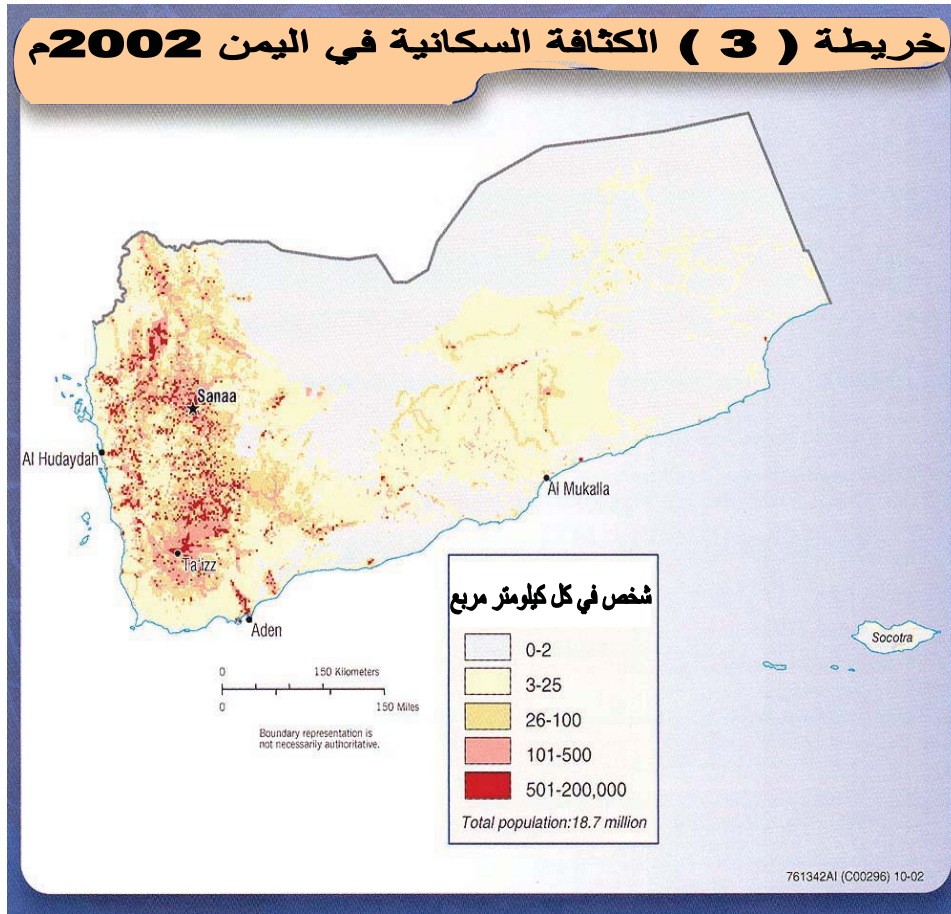 خريطة ( 3 ) الكثافة السكانية في اليمن 2002م
Sanaa
Al Hudaydah
Al Mukalla
Ta'izz
Aden
Socotra
شخص في كل كيلومتر مربع
0-2
3-25
26-100
101-500
501-200,000
Total population:18.7 million
0 150 Kilometers
0 150 Miles
Boundary representation is
not necessarily authoritative.
761342AI (C00296) 10-02